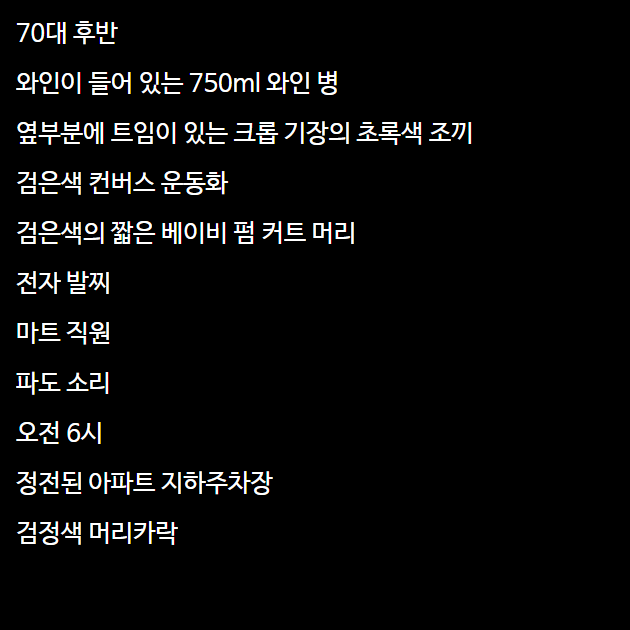 70대 후반
와인이 들어 있는 750ml 와인 병
옆부분에 트임이 있는 크롭 기장의 초록색 조끼
검은색 컨버스 운동화
검은색의 짧은 베이비 펌 커트 머리
전자 발찌
마트 직원
파도 소리
오전 6시
정전된 아파트 지하주차장
검정색 머리카락